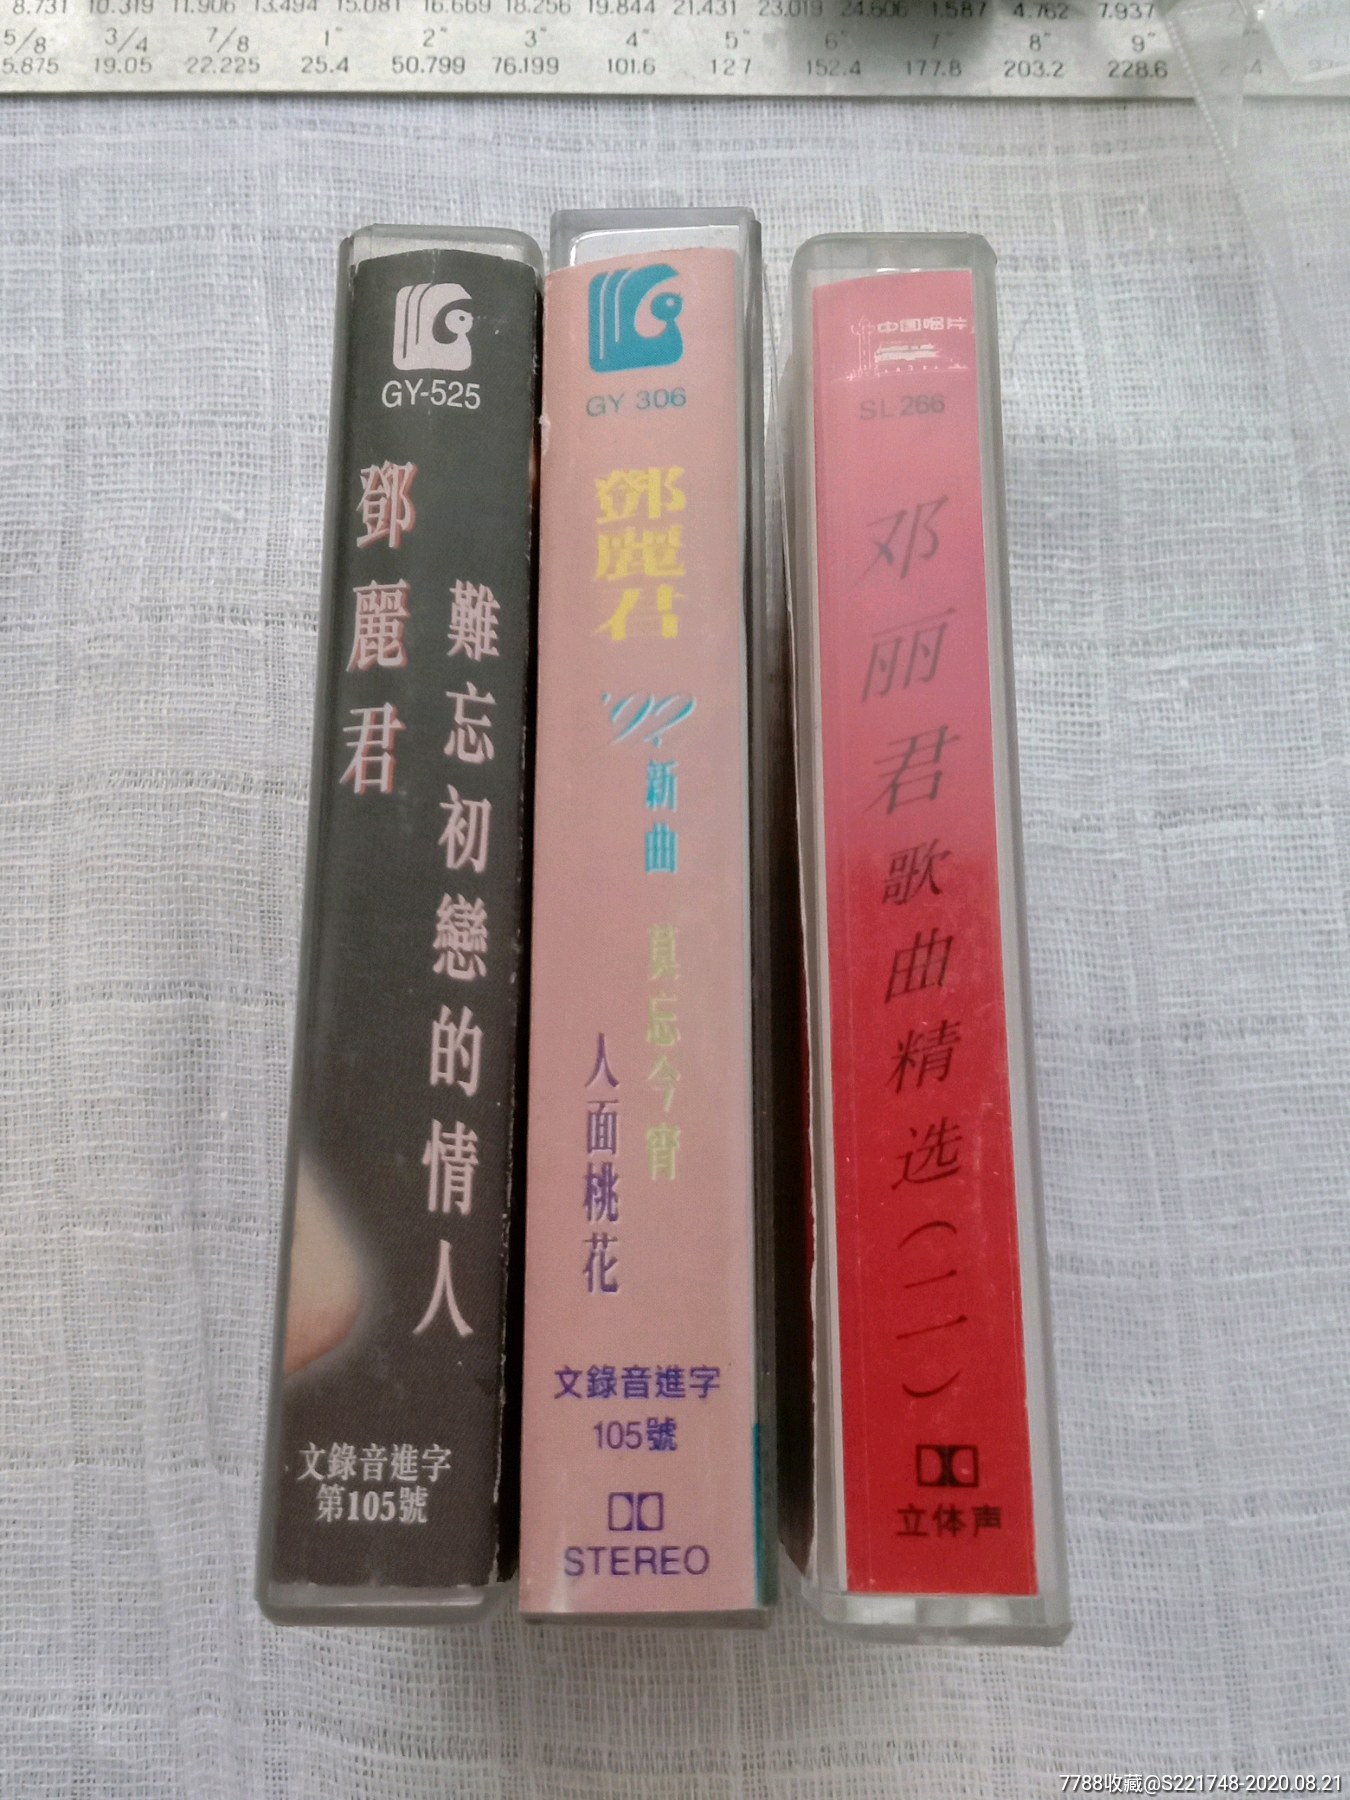 8.731 10.319 11.906 13.494 15.081 16.669 18.256 19.844 21.431 23.019 24.606 1.587 4.762 7.937
5/8 3/4 7/8 1" 2" 3" 4" 5" 6" 7" 8" 9"
5.875 19.05 22.225 25.4 50.799 76.199 101.6 127 152.4 177.8 203.2 228.6
GY-525
鄧麗君
難忘初戀的情人
文錄音進字
第105號
GY 306
鄧麗君
'92新曲
莫忘今宵
人面桃花
文錄音進字
105號
STEREO
中国唱片
SL266
邓丽君歌曲精选(二)
立体声
7788收藏@S221748-2020.08.21